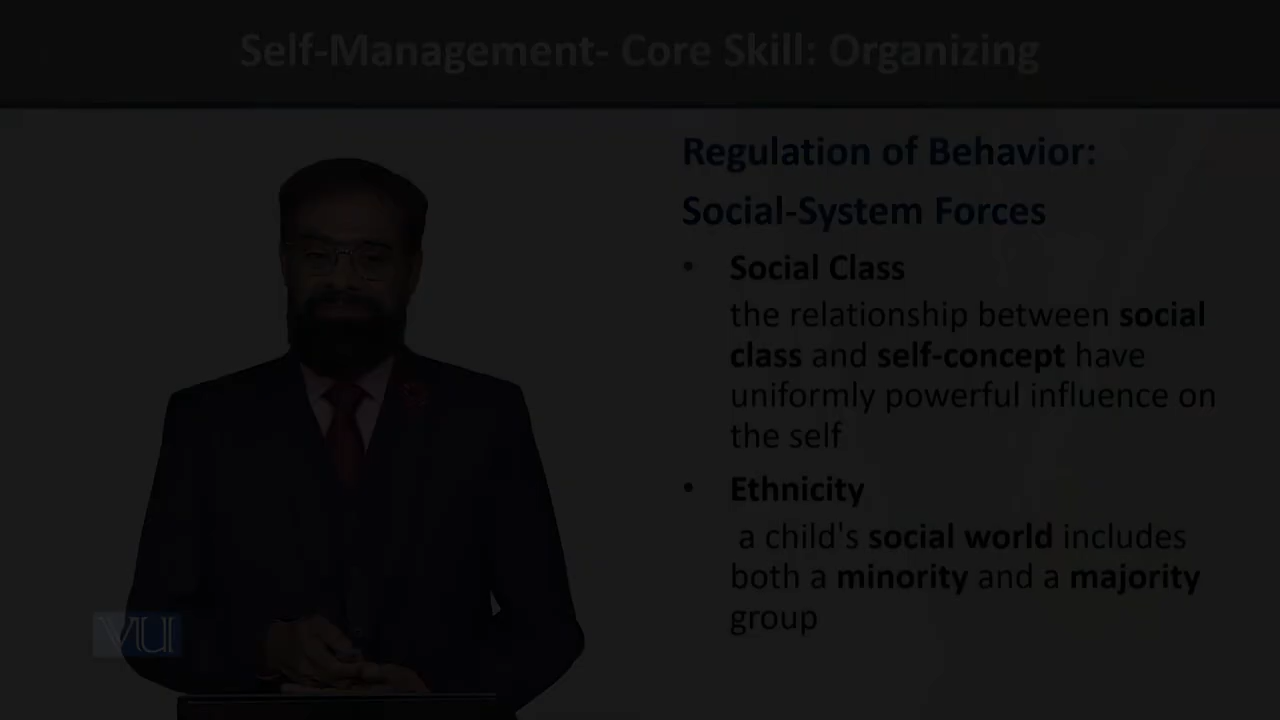 Self-Management- Core Skill: Organizing
Regulation of Behavior:
Social-System Forces
• Social Class
the relationship between social
class and self-concept have
uniformly powerful influence on
the self
• Ethnicity
a child's social world includes
both a minority and a majority
group
VU